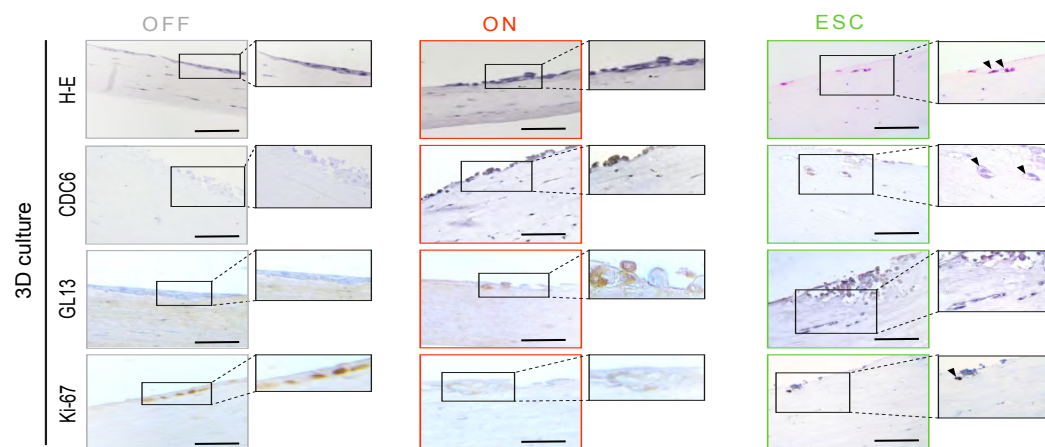 OFF ON ESC
3D culture
H-E
CDC6
GL13
Ki-67